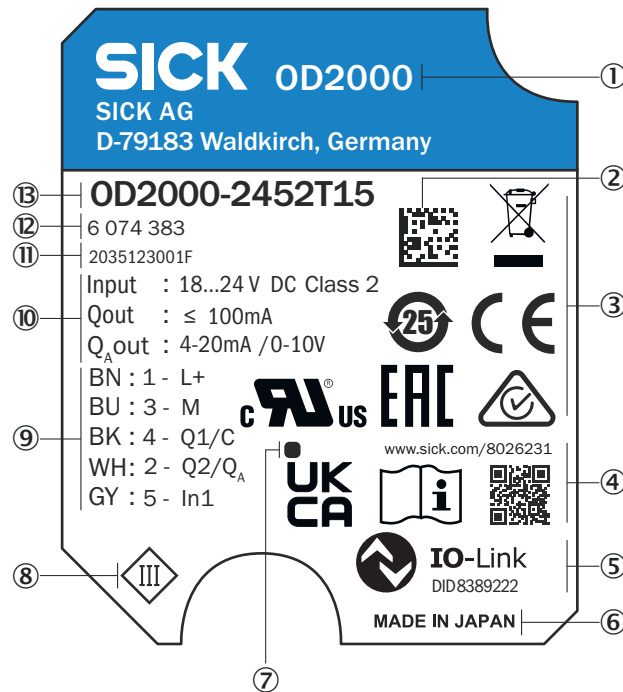 SICK 0D2000
SICK AG
D-79183 Waldkirch, Germany
①
②
③
④
⑤
⑥
⑦
⑧
⑨
⑩
⑪
⑫
⑬
0D2000-2452T15
6 074 383
2035123001F
Input : 18...24 V DC Class 2
Qout : ≤ 100mA
QAout : 4-20mA /0-10V
BN : 1 - L+
BU : 3 - M
BK : 4 - Q1/C
WH : 2 - Q2/QA
GY : 5 - In1
25
CE
c RU ® US
EAC
www.sick.com/8026231
UK
CA
i
III
IO-Link
DID8389222
MADE IN JAPAN